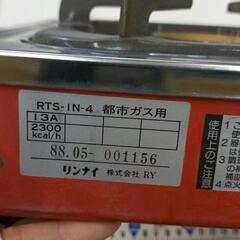 RTS-1N-4 都市ガス用
13A
2300
kcal/h
88.05-001156
リンナイ 株式会社 RY
使用上のご注意